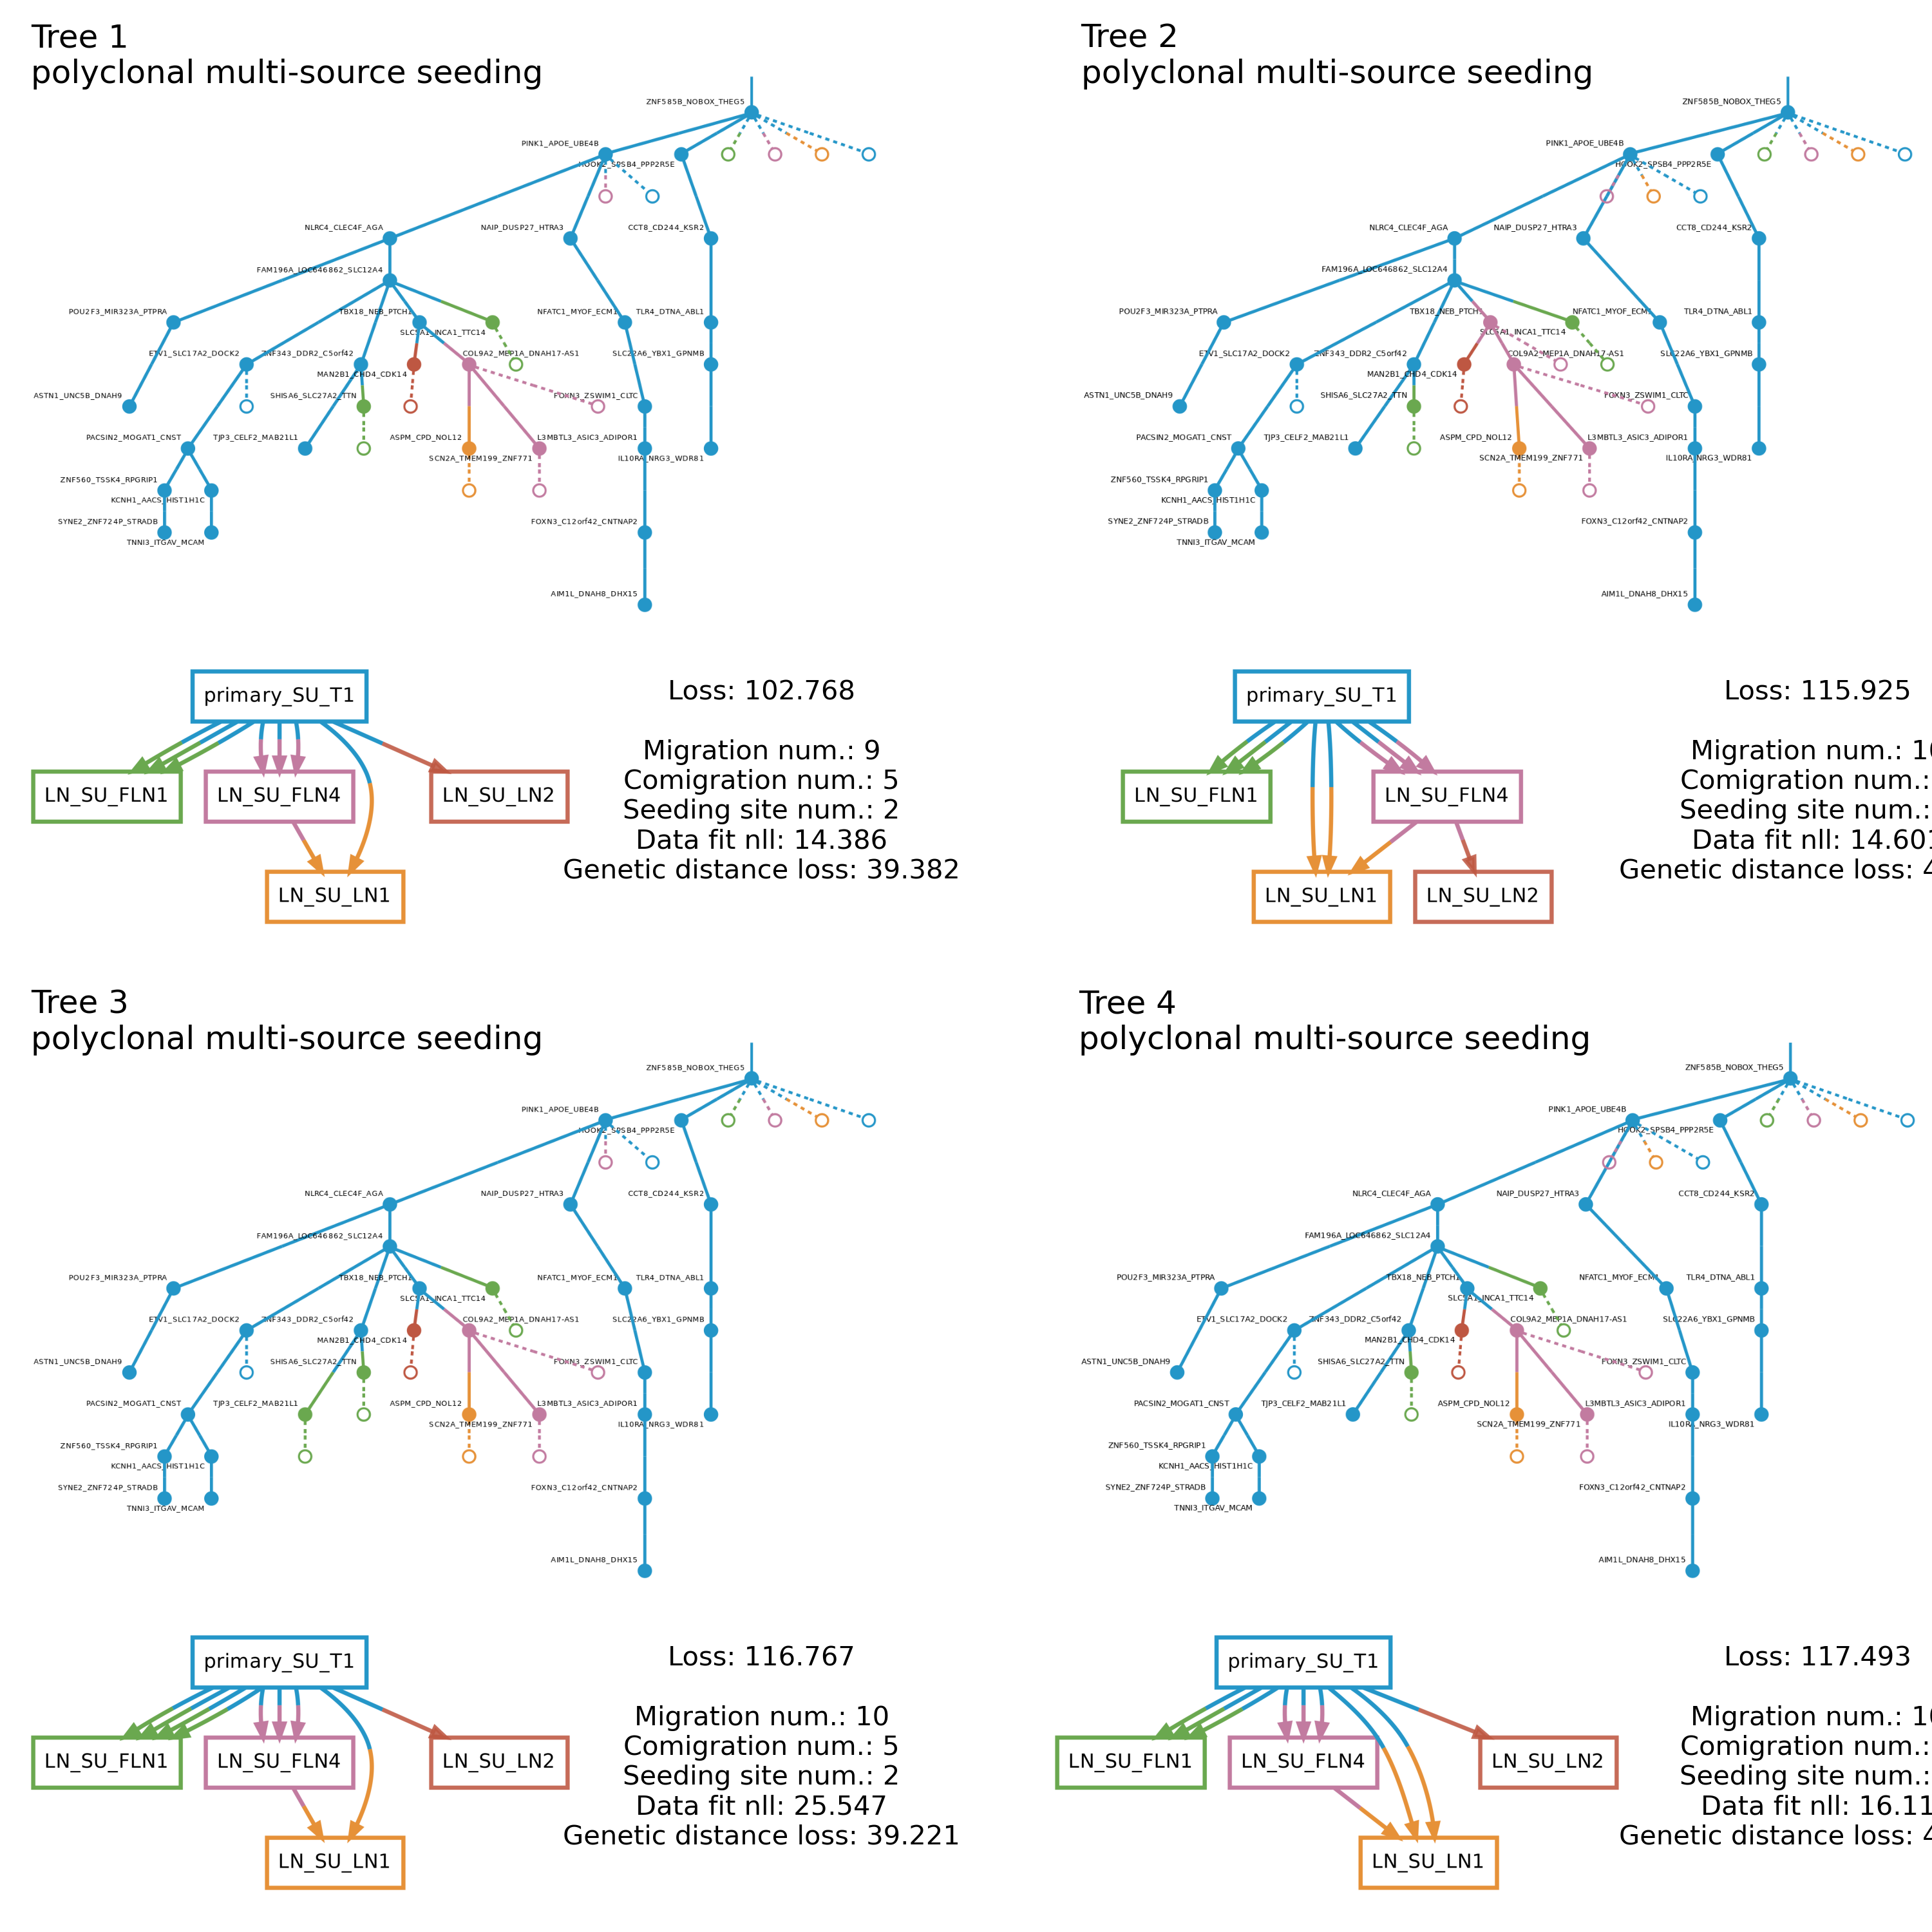 Tree 1
polyclonal multi-source seeding
ZNF585B_NOBOX_THEG5
PINK1_APOE_UBE4B
HOOK2_SPSB4_PPP2R5E
NLRC4_CLEC4F_AGA
NAIP_DUSP27_HTRA3
CCT8_CD244_KSR2
FAM196A_LOC646862_SLC12A4
POU2F3_MIR323A_PTPRA
TBX18_NEB_PTCH1
SLC5A1_INCA1_TTC14
NFATC1_MYOF_ECM1
TLR4_DTNA_ABL1
ETV1_SLC17A2_DOCK2
ZNF343_DDR2_C5orf42
COL9A2_MEP1A_DNAH17-AS1
SLC22A6_YBX1_GPNMB
MAN2B1_CHD4_CDK14
ASTN1_UNC5B_DNAH9
SHISA6_SLC27A2_TTN
FOXN3_ZSWIM1_CLTC
PACSIN2_MOGAT1_CNST
TJP3_CELF2_MAB21L1
ASPM_CPD_NOL12
L3MBTL3_ASIC3_ADIPOR1
SCN2A_TMEM199_ZNF771
IL10RA_NRG3_WDR81
ZNF560_TSSK4_RPGRIP1
KCNH1_AACS_HIST1H1C
SYNE2_ZNF724P_STRADB
FOXN3_C12orf42_CNTNAP2
TNNI3_ITGAV_MCAM
AIM1L_DNAH8_DHX15
primary_SU_T1
LN_SU_FLN1
LN_SU_FLN4
LN_SU_LN2
LN_SU_LN1
Loss: 102.768
Migration num.: 9
Comigration num.: 5
Seeding site num.: 2
Data fit nll: 14.386
Genetic distance loss: 39.382
Tree 2
polyclonal multi-source seeding
ZNF585B_NOBOX_THEG5
PINK1_APOE_UBE4B
HOOK2_SPSB4_PPP2R5E
NLRC4_CLEC4F_AGA
NAIP_DUSP27_HTRA3
CCT8_CD244_KSR2
FAM196A_LOC646862_SLC12A4
POU2F3_MIR323A_PTPRA
TBX18_NEB_PTCH1
SLC5A1_INCA1_TTC14
NFATC1_MYOF_ECM1
TLR4_DTNA_ABL1
ETV1_SLC17A2_DOCK2
ZNF343_DDR2_C5orf42
COL9A2_MEP1A_DNAH17-AS1
SLC22A6_YBX1_GPNMB
MAN2B1_CHD4_CDK14
ASTN1_UNC5B_DNAH9
SHISA6_SLC27A2_TTN
FOXN3_ZSWIM1_CLTC
PACSIN2_MOGAT1_CNST
TJP3_CELF2_MAB21L1
ASPM_CPD_NOL12
L3MBTL3_ASIC3_ADIPOR1
SCN2A_TMEM199_ZNF771
IL10RA_NRG3_WDR81
ZNF560_TSSK4_RPGRIP1
KCNH1_AACS_HIST1H1C
SYNE2_ZNF724P_STRADB
FOXN3_C12orf42_CNTNAP2
TNNI3_ITGAV_MCAM
AIM1L_DNAH8_DHX15
primary_SU_T1
LN_SU_FLN1
LN_SU_FLN4
LN_SU_LN1
LN_SU_LN2
Loss: 115.925
Migration num.: 1
Comigration num.:
Seeding site num.:
Data fit nll: 14.601
Genetic distance loss: 4
Tree 3
polyclonal multi-source seeding
ZNF585B_NOBOX_THEG5
PINK1_APOE_UBE4B
HOOK2_SPSB4_PPP2R5E
NLRC4_CLEC4F_AGA
NAIP_DUSP27_HTRA3
CCT8_CD244_KSR2
FAM196A_LOC646862_SLC12A4
POU2F3_MIR323A_PTPRA
TBX18_NEB_PTCH1
SLC5A1_INCA1_TTC14
NFATC1_MYOF_ECM1
TLR4_DTNA_ABL1
ETV1_SLC17A2_DOCK2
ZNF343_DDR2_C5orf42
COL9A2_MEP1A_DNAH17-AS1
SLC22A6_YBX1_GPNMB
MAN2B1_CHD4_CDK14
ASTN1_UNC5B_DNAH9
SHISA6_SLC27A2_TTN
FOXN3_ZSWIM1_CLTC
PACSIN2_MOGAT1_CNST
TJP3_CELF2_MAB21L1
ASPM_CPD_NOL12
L3MBTL3_ASIC3_ADIPOR1
SCN2A_TMEM199_ZNF771
IL10RA_NRG3_WDR81
ZNF560_TSSK4_RPGRIP1
KCNH1_AACS_HIST1H1C
SYNE2_ZNF724P_STRADB
FOXN3_C12orf42_CNTNAP2
TNNI3_ITGAV_MCAM
AIM1L_DNAH8_DHX15
primary_SU_T1
LN_SU_FLN1
LN_SU_FLN4
LN_SU_LN2
LN_SU_LN1
Loss: 116.767
Migration num.: 10
Comigration num.: 5
Seeding site num.: 2
Data fit nll: 25.547
Genetic distance loss: 39.221
Tree 4
polyclonal multi-source seeding
ZNF585B_NOBOX_THEG5
PINK1_APOE_UBE4B
HOOK2_SPSB4_PPP2R5E
NLRC4_CLEC4F_AGA
NAIP_DUSP27_HTRA3
CCT8_CD244_KSR2
FAM196A_LOC646862_SLC12A4
POU2F3_MIR323A_PTPRA
TBX18_NEB_PTCH1
SLC5A1_INCA1_TTC14
NFATC1_MYOF_ECM1
TLR4_DTNA_ABL1
ETV1_SLC17A2_DOCK2
ZNF343_DDR2_C5orf42
COL9A2_MEP1A_DNAH17-AS1
SLC22A6_YBX1_GPNMB
MAN2B1_CHD4_CDK14
ASTN1_UNC5B_DNAH9
SHISA6_SLC27A2_TTN
FOXN3_ZSWIM1_CLTC
PACSIN2_MOGAT1_CNST
TJP3_CELF2_MAB21L1
ASPM_CPD_NOL12
L3MBTL3_ASIC3_ADIPOR1
SCN2A_TMEM199_ZNF771
IL10RA_NRG3_WDR81
ZNF560_TSSK4_RPGRIP1
KCNH1_AACS_HIST1H1C
SYNE2_ZNF724P_STRADB
FOXN3_C12orf42_CNTNAP2
TNNI3_ITGAV_MCAM
AIM1L_DNAH8_DHX15
primary_SU_T1
LN_SU_FLN1
LN_SU_FLN4
LN_SU_LN2
LN_SU_LN1
Loss: 117.493
Migration num.: 1
Comigration num.:
Seeding site num.:
Data fit nll: 16.11
Genetic distance loss: 4